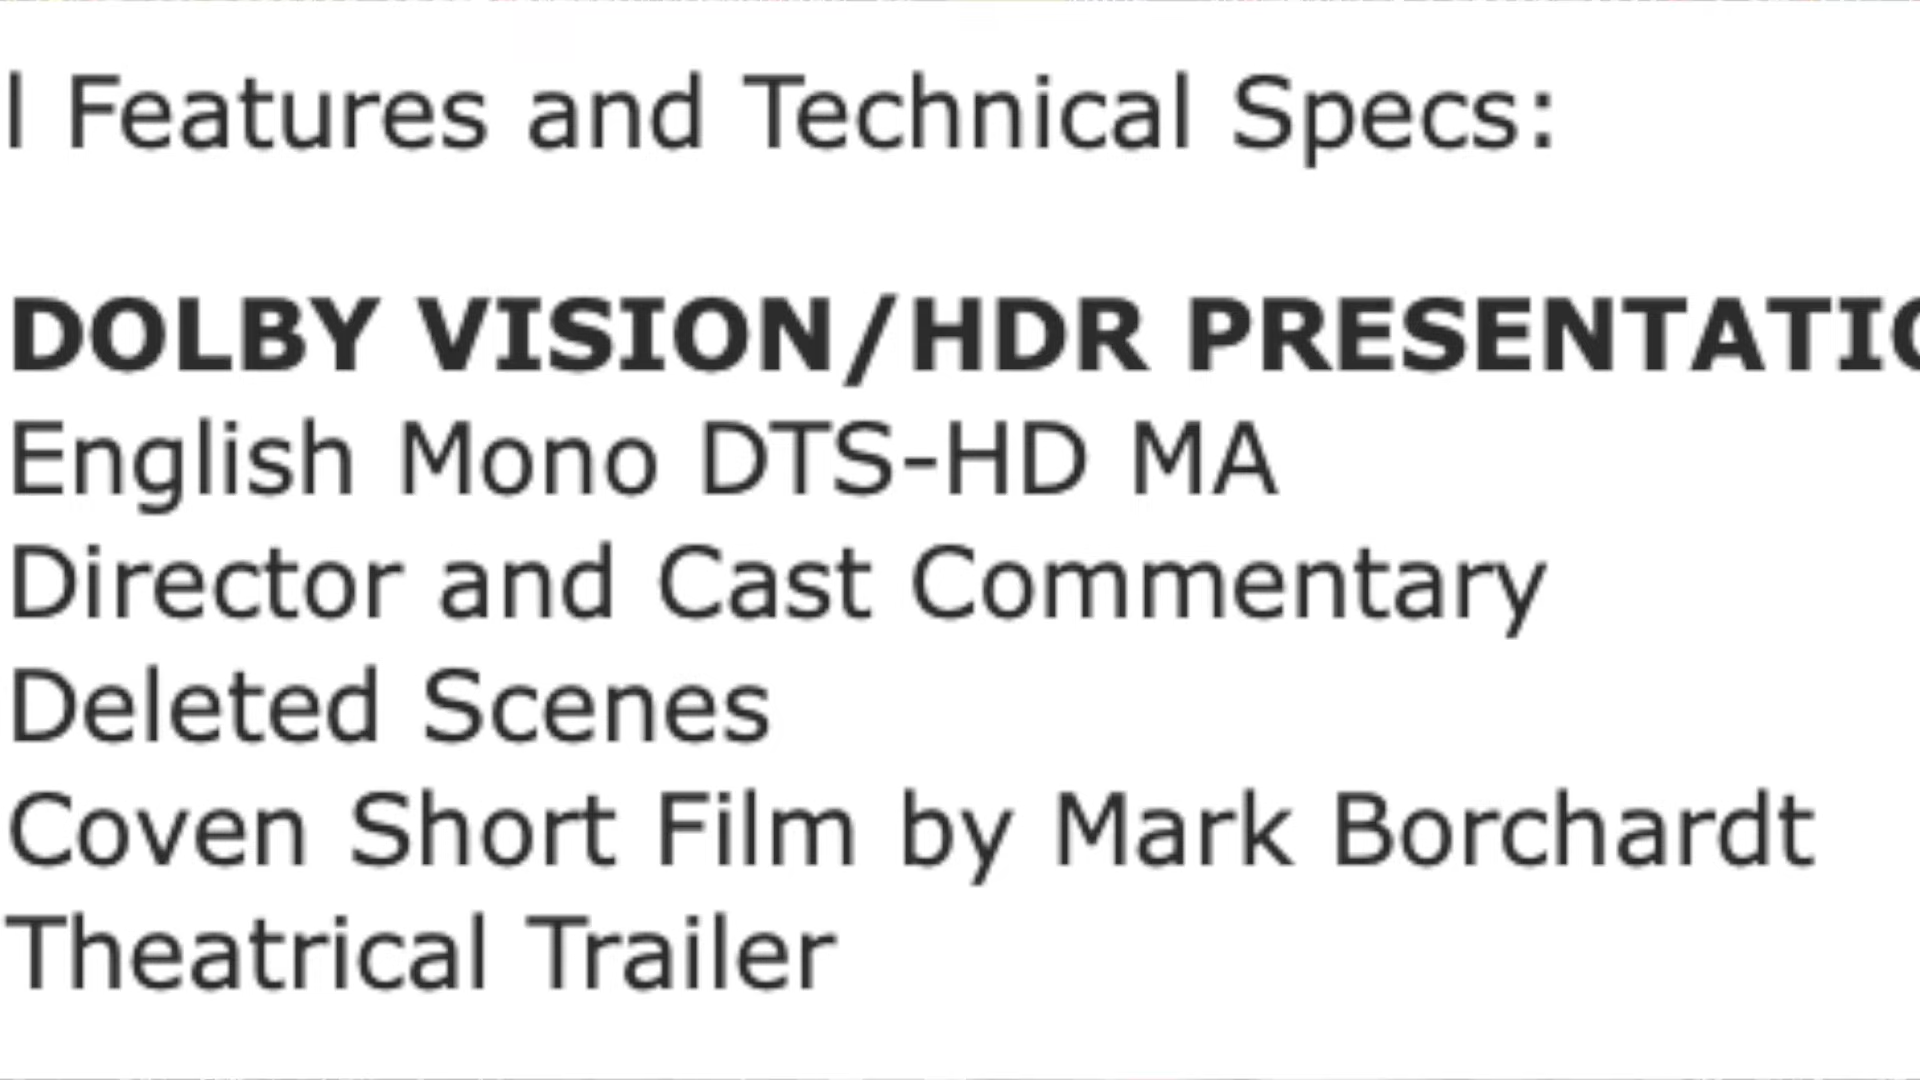 l Features and Technical Specs:
DOLBY VISION/HDR PRESENTATIO
English Mono DTS-HD MA
Director and Cast Commentary
Deleted Scenes
Coven Short Film by Mark Borchardt
Theatrical Trailer